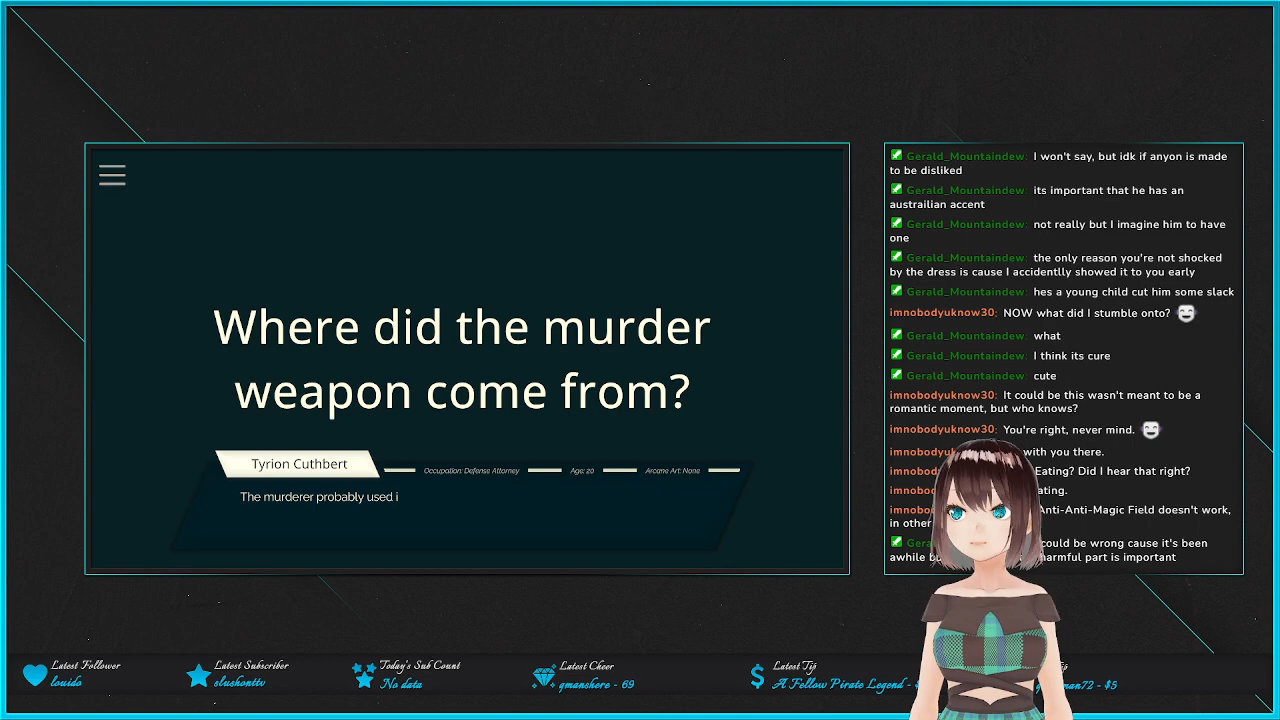 Where did the murder
weapon come from?
Tyrion Cuthbert
Occupation: Defense Attorney
Age: 20
Arcane Art: None
The murderer probably used i
Gerald_Mountaindew: I won't say, but idk if anyon is made
to be disliked
Gerald_Mountaindew: its important that he has an
austrailian accent
Gerald_Mountaindew: not really but I imagine him to have
one
Gerald_Mountaindew: the only reason you're not shocked
by the dress is cause I accidentlly showed it to you early
Gerald_Mountaindew: hes a young child cut him some slack
imnobodyuknow30: NOW what did I stumble onto?
Gerald_Mountaindew: what
Gerald_Mountaindew: I think its cure
Gerald_Mountaindew: cute
imnobodyuknow30: It could be this wasn't meant to be a
romantic moment, but who knows?
imnobodyuknow30: You're right, never mind.
with you there.
Eating? Did I hear that right?
Anti-Anti-Magic Field doesn't work,
in other
could be wrong cause it's been
awhile harmful part is important
Latest Follower
louido
Latest Subscriber
slushonttv
Today's Sub Count
No data
Latest Cheer
qmanshere - 69
Latest Tip
A Fellow Pirate Legend - $
man72 - $5